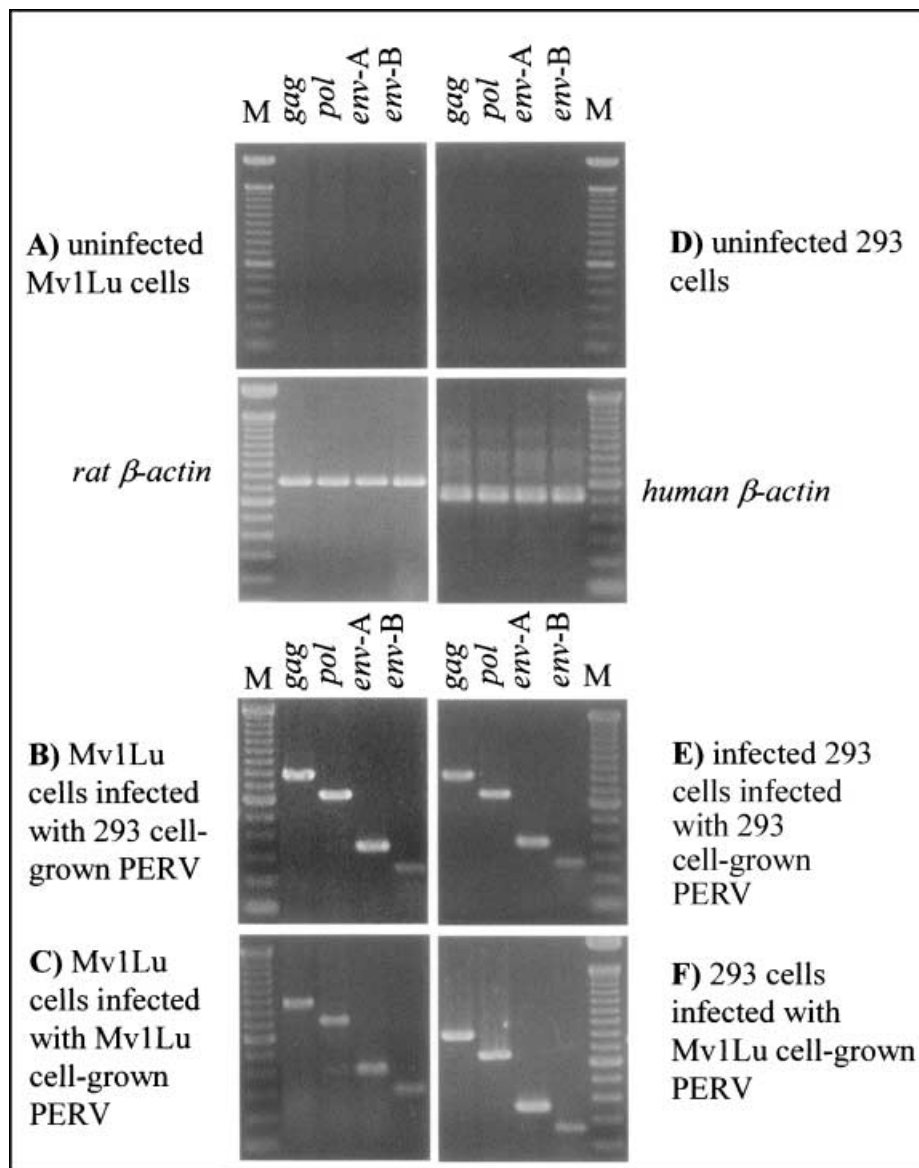 M gag pol env-A env-B
gag pol env-A env-B M
A) uninfected
Mv1Lu cells
D) uninfected 293
cells
rat β-actin
human β-actin
M gag pol env-A env-B
gag pol env-A env-B M
B) Mv1Lu
cells infected
with 293 cell-
grown PERV
E) infected 293
cells infected
with 293
cell-grown
PERV
C) Mv1Lu
cells infected
with Mv1Lu
cell-grown
PERV
F) 293 cells
infected with
Mv1Lu cell-grown
PERV